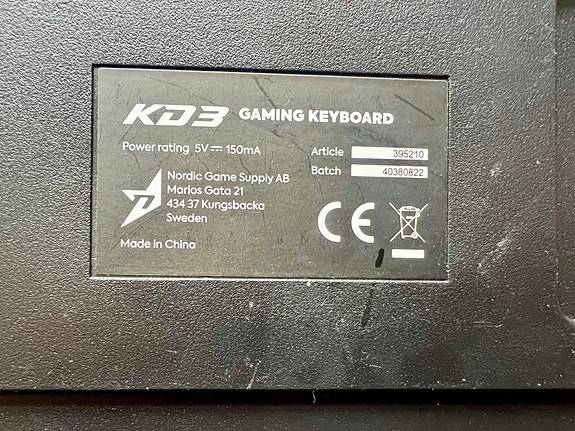 KD3 GAMING KEYBOARD
Power rating 5V ⎓ 150mA
Article 395210
Batch 40380822
Nordic Game Supply AB
Marios Gata 21
434 37 Kungsbacka
Sweden
CE
Made in China